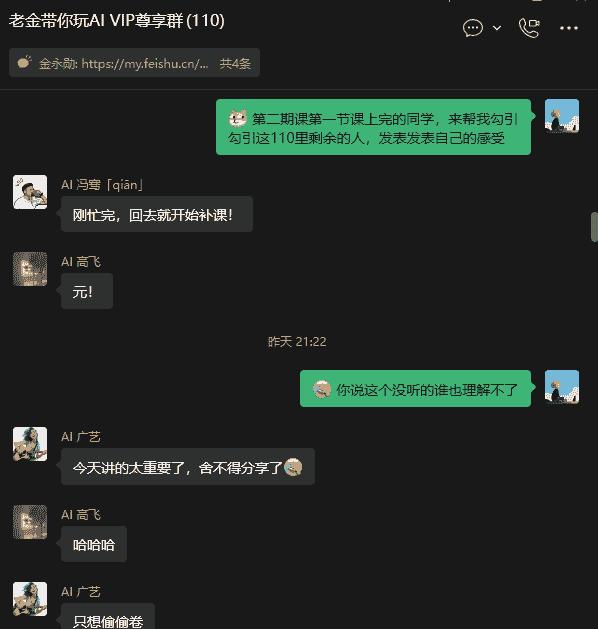 老金带你玩AI VIP尊享群 (110)
金永勋: https://my.feishu.cn/... 共4条
第二期课第一节课上完的同学，来帮我勾引
勾引这110里剩余的人，发表发表自己的感受
AI 冯骞「qiān」
刚忙完，回去就开始补课！
AI 高飞
元！
昨天 21:22
你说这个没听的谁也理解不了
AI 广艺
今天讲的太重要了，舍不得分享了
AI 高飞
哈哈哈
AI 广艺
只想偷偷卷